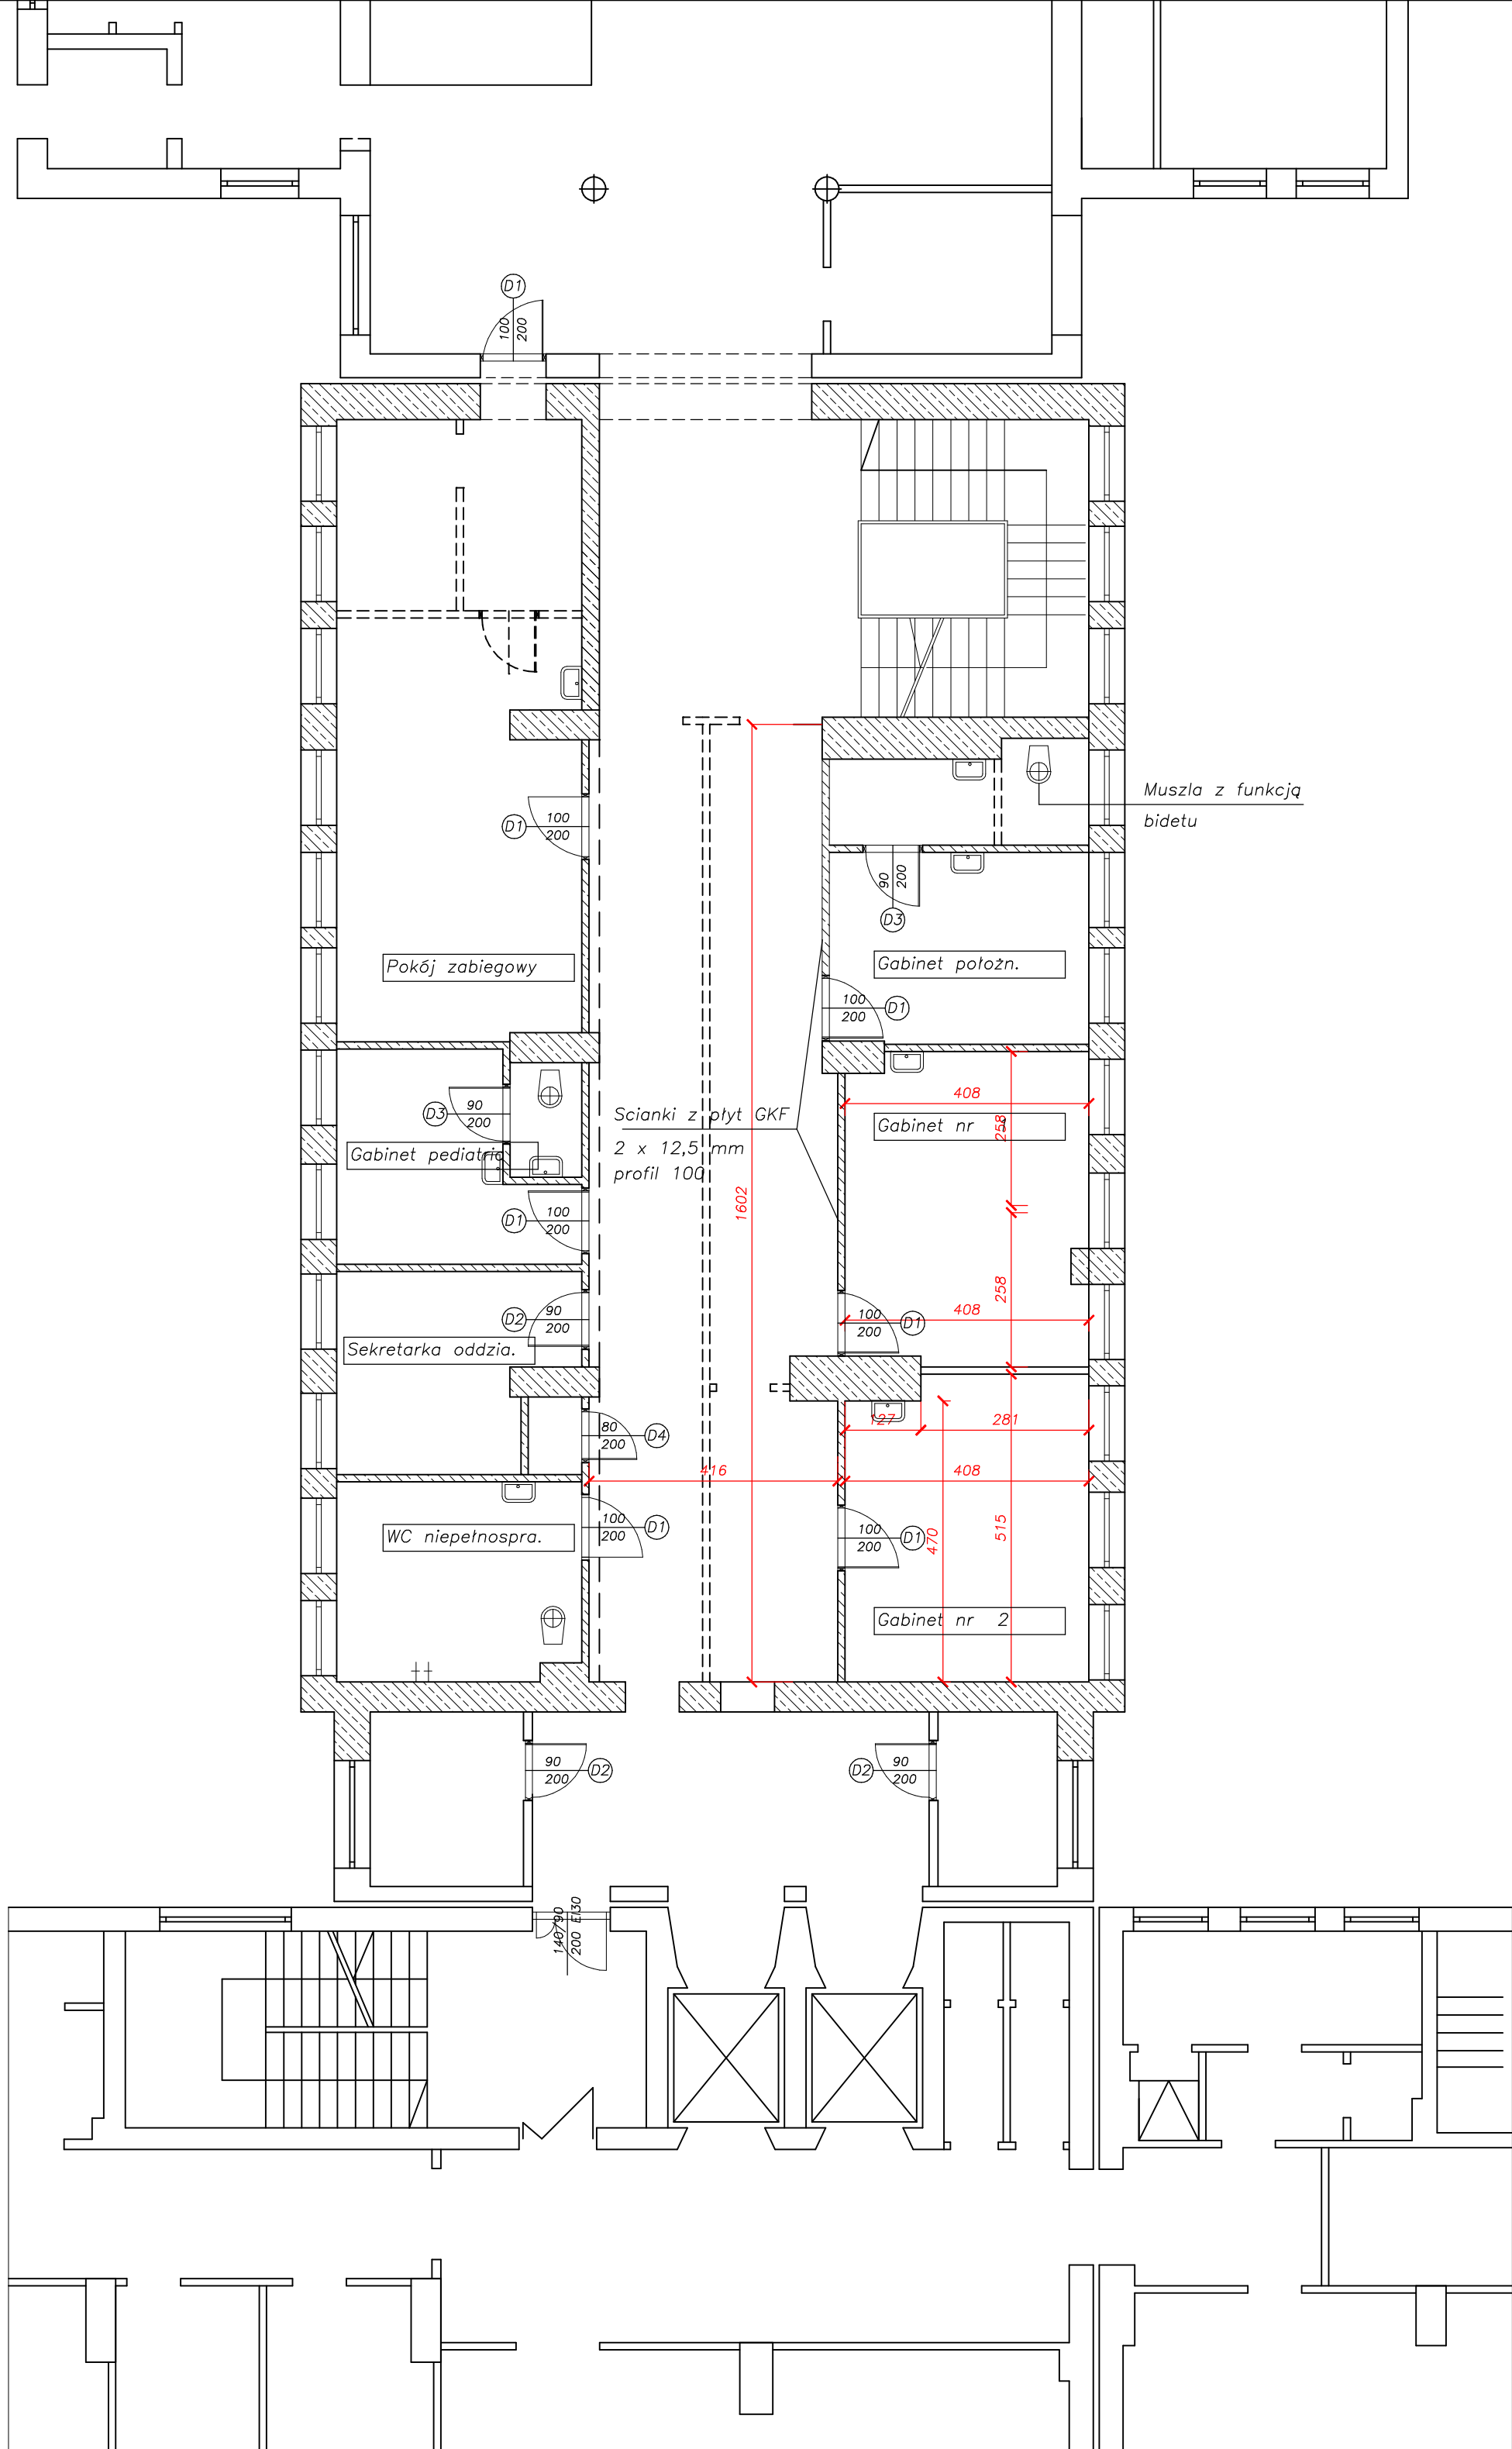 D1
100
200
Muszla z funkcją
bidetu
D1
100
200
90
200
D3
Pokój zabiegowy
Gabinet położn.
100
200
D1
408
D3
90
200
Scianki z płyt GKF
2 x 12,5 mm
profil 100
Gabinet nr
258
Gabinet pediatric
1602
D1
100
200
258
D2
90
200
408
100
200
D1
Sekretarka oddzia.
127
281
80
200
D4
416
408
WC niepełnospra.
100
200
D1
100
200
D1
470
515
Gabinet nr 2
90
200
D2
D2
90
200
140/90
200 EI30